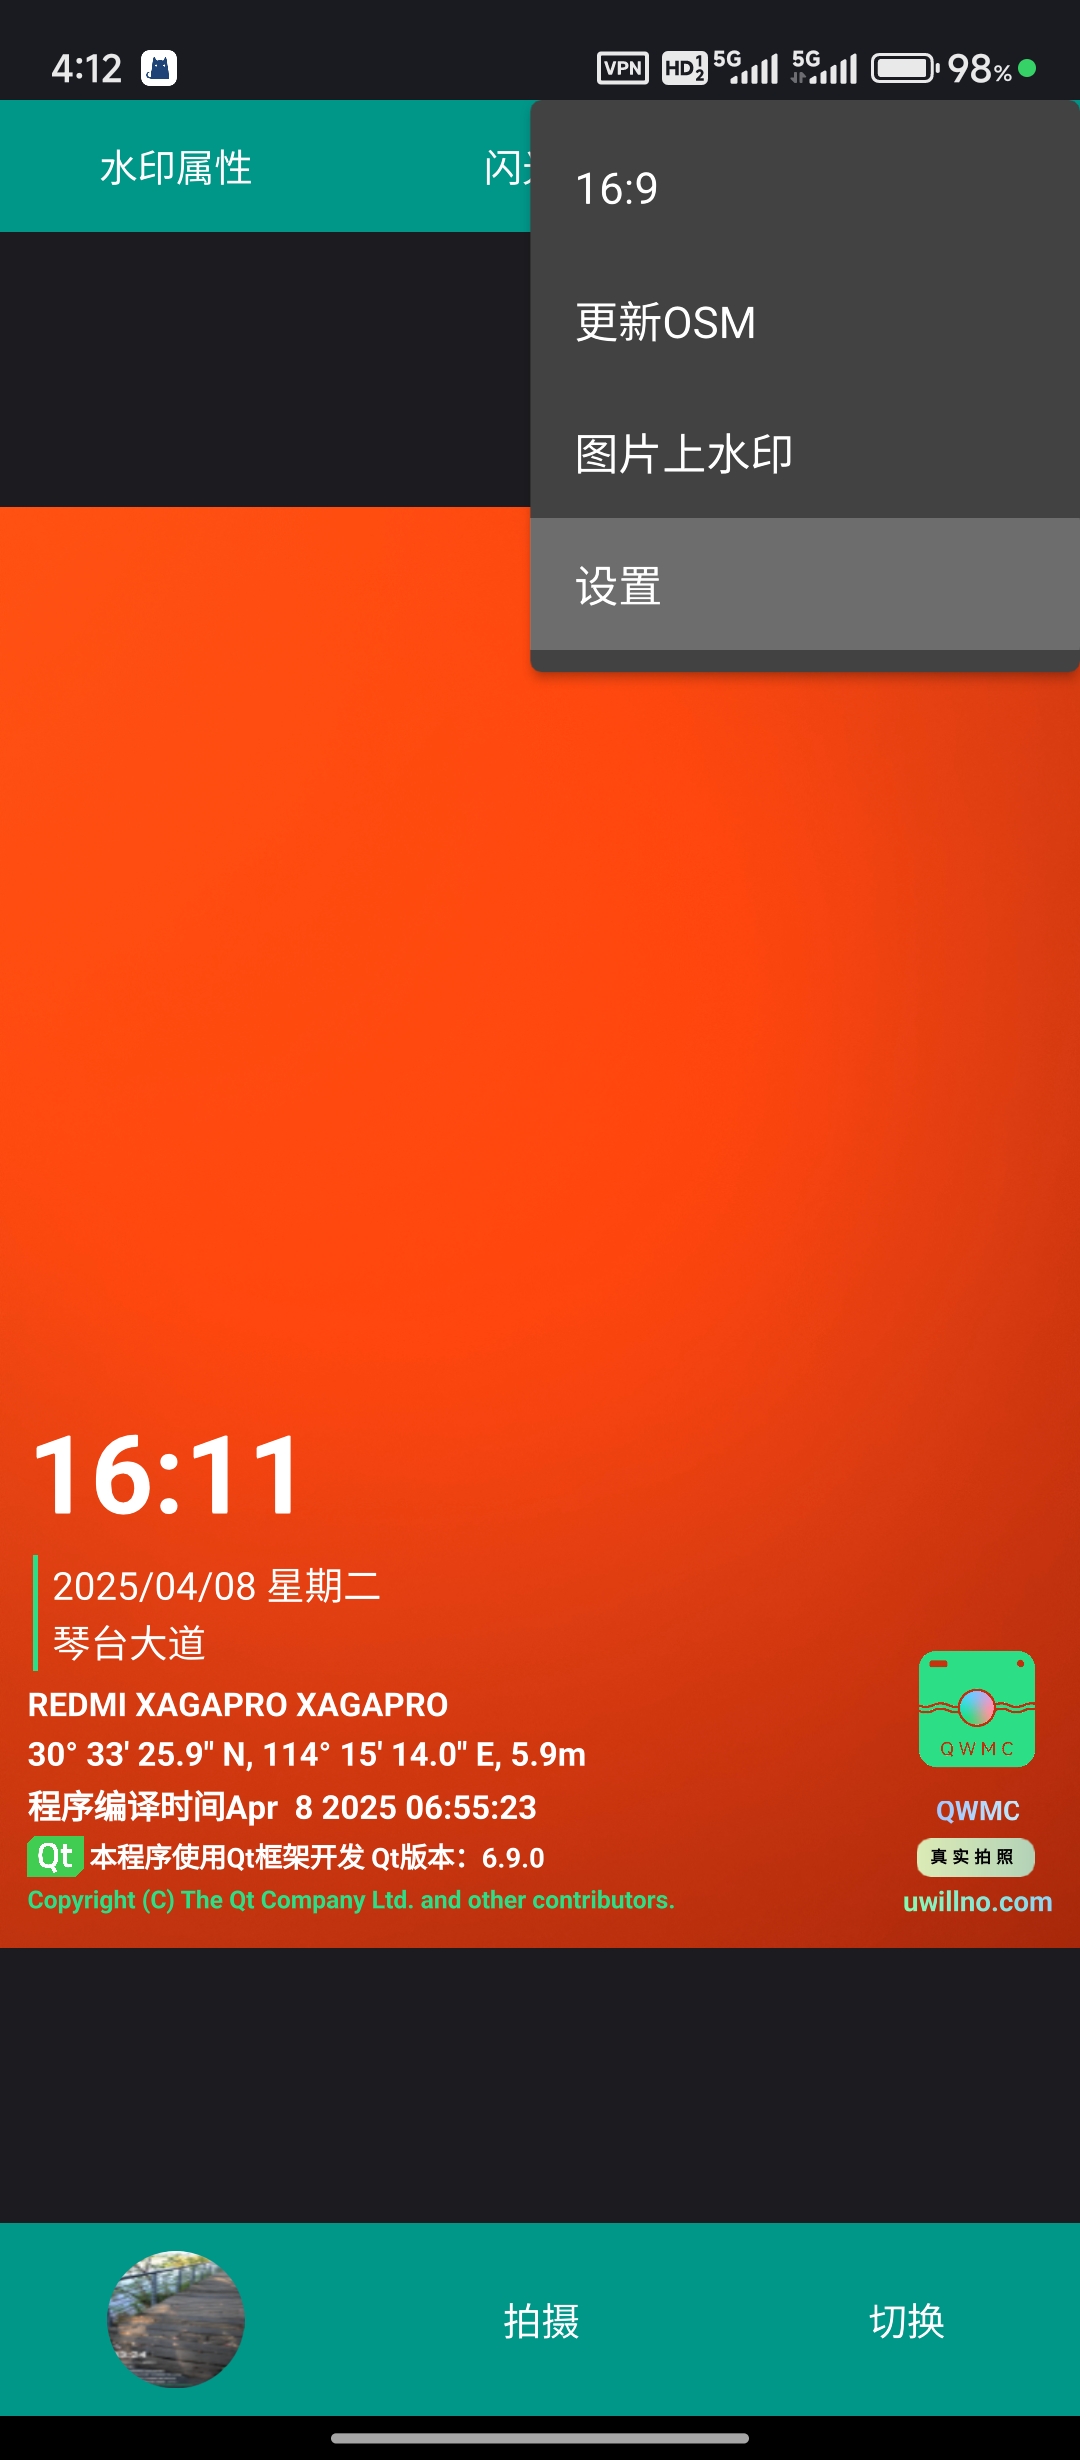 4:12
VPN HD 1 2 5G 5G 98%
水印属性
闪
16:9
更新OSM
图片上水印
设置
16:11
2025/04/08 星期二
琴台大道
REDMI XAGAPRO XAGAPRO
30° 33' 25.9" N, 114° 15' 14.0" E, 5.9m
程序编译时间Apr  8 2025 06:55:23
Qt 本程序使用Qt框架开发 Qt版本：6.9.0
Copyright (C) The Qt Company Ltd. and other contributors.
QWMC
QWMC
真实拍照
uwillno.com
拍摄
切换